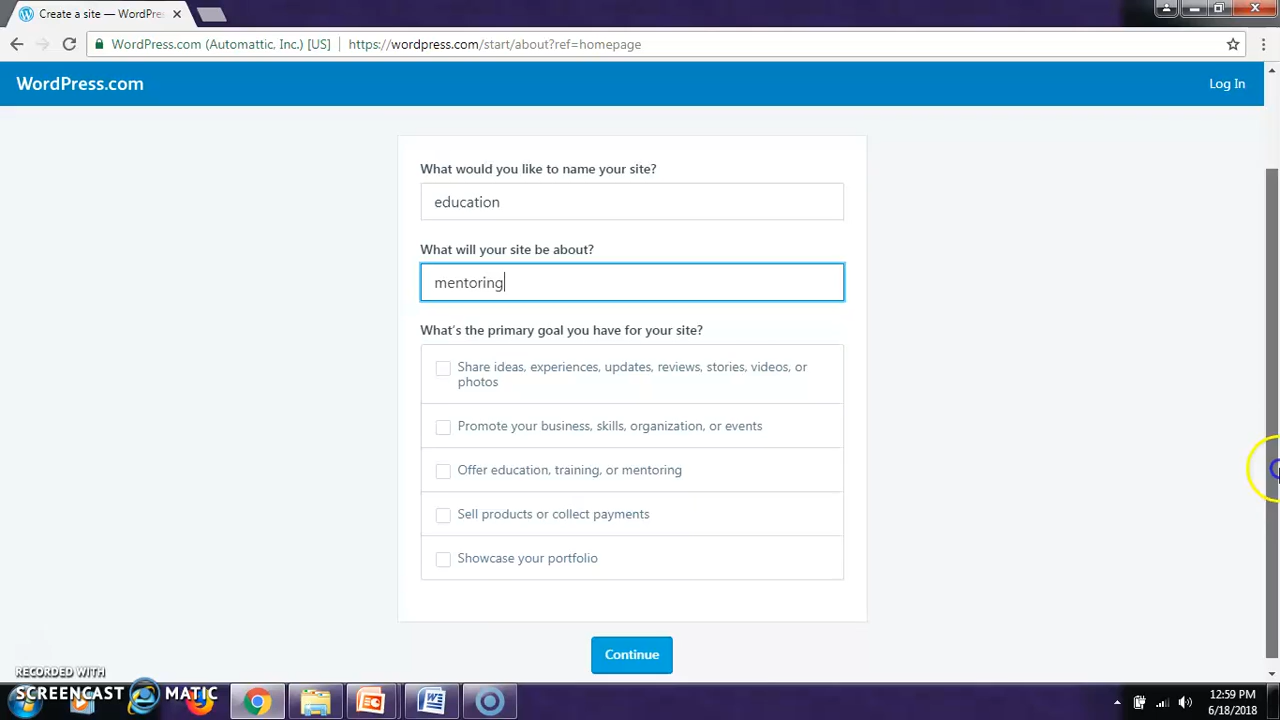 Create a site — WordPre
WordPress.com (Automattic, Inc.) [US]
https://wordpress.com/start/about?ref=homepage
WordPress.com
Log In
What would you like to name your site?
education
What will your site be about?
mentoring
What's the primary goal you have for your site?
Share ideas, experiences, updates, reviews, stories, videos, or
photos
Promote your business, skills, organization, or events
Offer education, training, or mentoring
Sell products or collect payments
Showcase your portfolio
Continue
RECORDED WITH
SCREENCAST MATIC
12:59 PM
6/18/2018